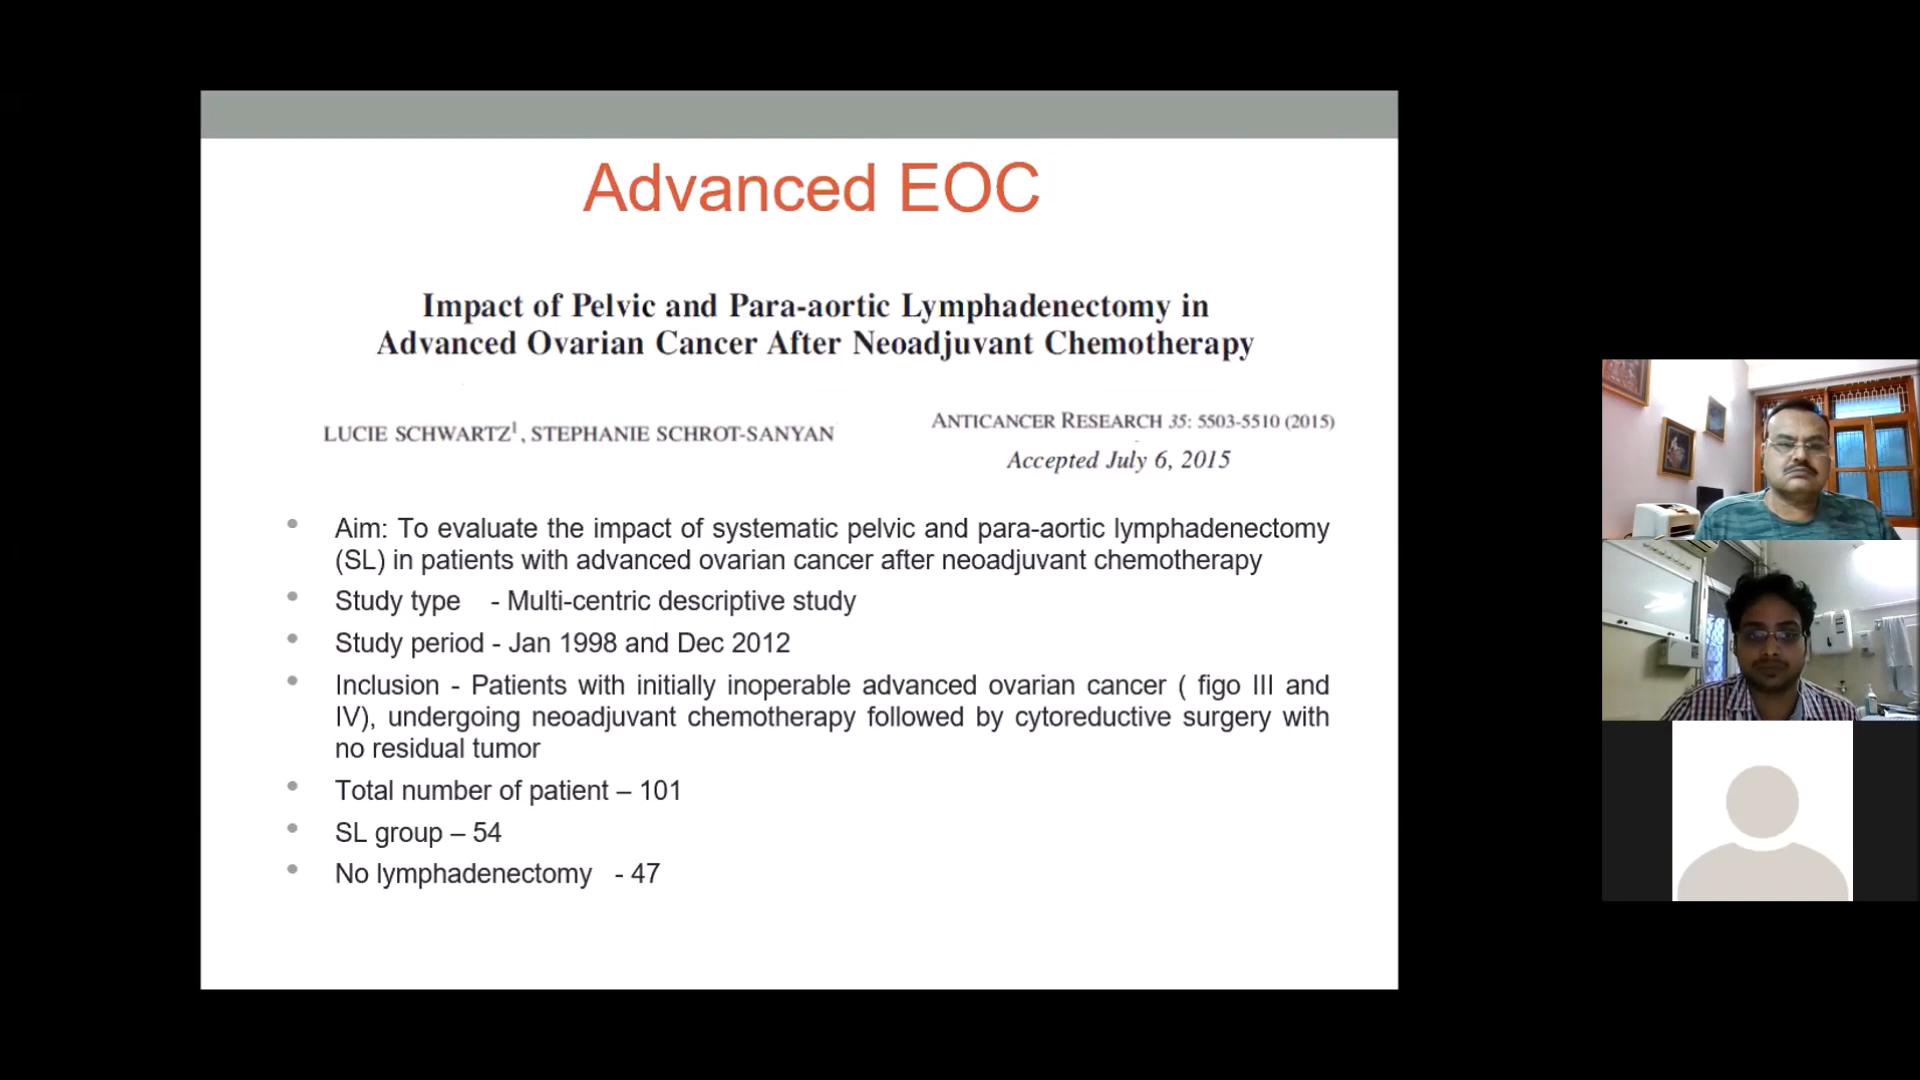 Advanced EOC
Impact of Pelvic and Para-aortic Lymphadenectomy in
Advanced Ovarian Cancer After Neoadjuvant Chemotherapy
LUCIE SCHWARTZ¹, STEPHANIE SCHROT-SANYAN
ANTICANCER RESEARCH 35: 5503-5510 (2015)
Accepted July 6, 2015
• Aim: To evaluate the impact of systematic pelvic and para-aortic lymphadenectomy
(SL) in patients with advanced ovarian cancer after neoadjuvant chemotherapy
• Study type - Multi-centric descriptive study
• Study period - Jan 1998 and Dec 2012
• Inclusion - Patients with initially inoperable advanced ovarian cancer ( figo III and
IV), undergoing neoadjuvant chemotherapy followed by cytoreductive surgery with
no residual tumor
• Total number of patient – 101
• SL group – 54
• No lymphadenectomy - 47